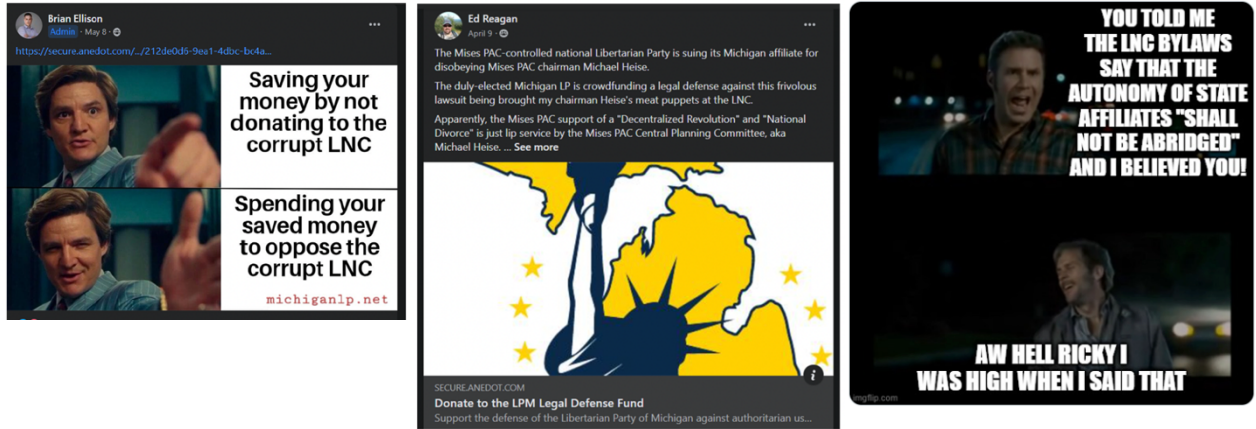 Brian Ellison
Admin · May 8 ·
https://secure.anedot.com/.../212de0d5-9ea1-4dbc-bc4a...
Saving your
money by not
donating to the
corrupt LNC
Spending your
saved money
to oppose the
corrupt LNC
michiganlp.net
Ed Reagan
April 9 ·
The Mises PAC-controlled national Libertarian Party is suing its Michigan affiliate for
disobeying Mises PAC chairman Michael Heise.
The duly-elected Michigan LP is crowdfunding a legal defense against this frivolous
lawsuit being brought my chairman Heise's meat puppets at the LNC.
Apparently, the Mises PAC support of a "Decentralized Revolution" and "National
Divorce" is just lip service by the Mises PAC Central Planning Committee, aka
Michael Heise. ... See more
SECURE.ANEDOT.COM
Donate to the LPM Legal Defense Fund
Support the defense of the Libertarian Party of Michigan against authoritarian us...
YOU TOLD ME
THE LNC BYLAWS
SAY THAT THE
AUTONOMY OF STATE
AFFILIATES "SHALL
NOT BE ABRIDGED"
AND I BELIEVED YOU!
AW HELL RICKY I
WAS HIGH WHEN I SAID THAT
imgflip.com